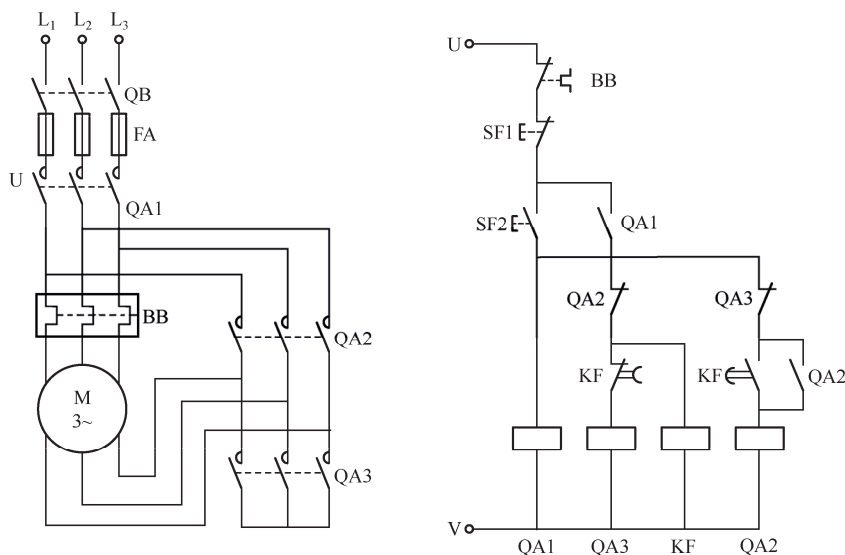 L₁ L₂ L₃
QB
FA
U
QA1
BB
QA2
M
3~
QA3
U
BB
SF1
SF2
QA1
QA2
QA3
KF
KF
QA2
V
QA1 QA3 KF QA2